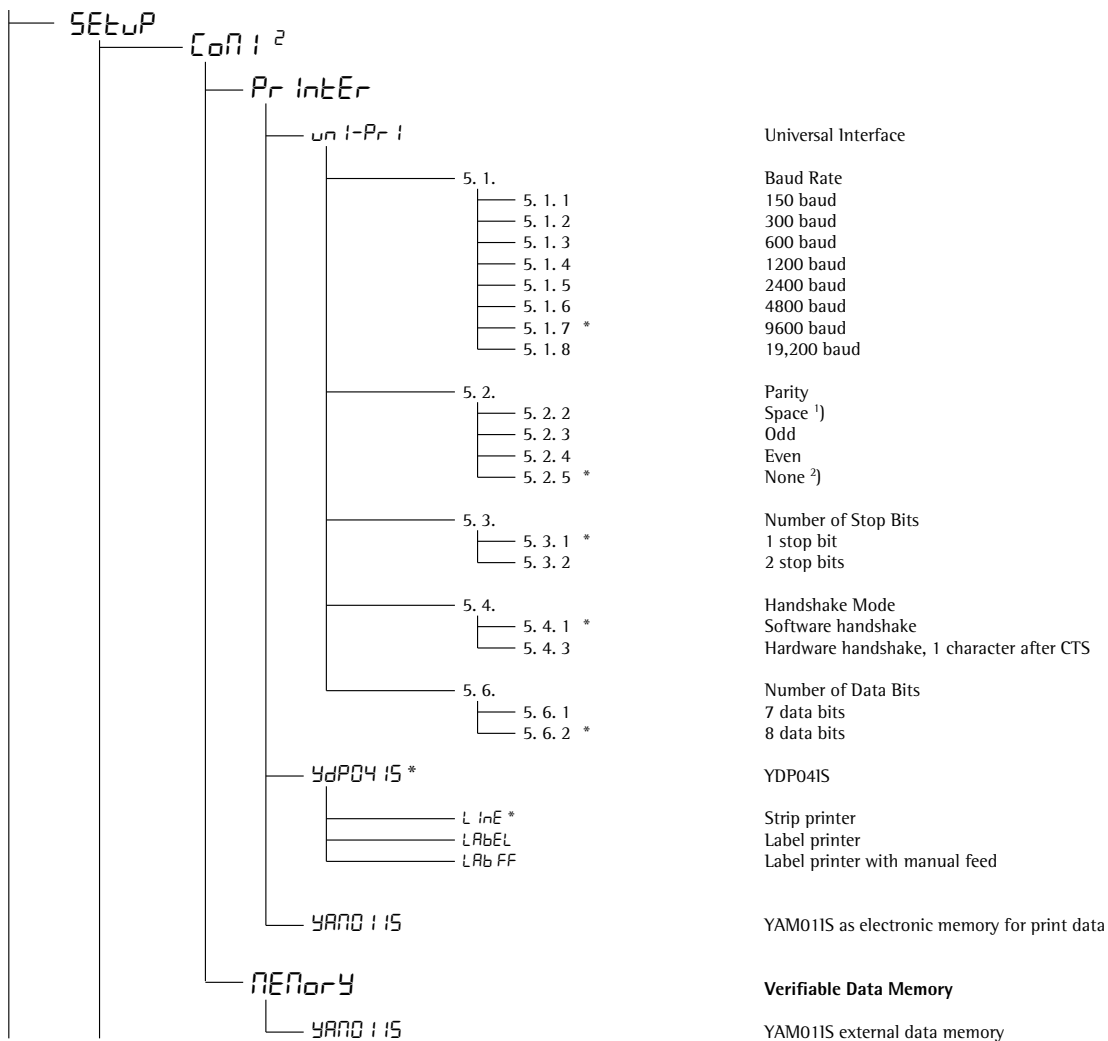 SEtuP
CoM1 2
PrIntEr
unI-Pr1 Universal Interface
5. 1. Baud Rate
5. 1. 1 150 baud
5. 1. 2 300 baud
5. 1. 3 600 baud
5. 1. 4 1200 baud
5. 1. 5 2400 baud
5. 1. 6 4800 baud
5. 1. 7 * 9600 baud
5. 1. 8 19,200 baud
5. 2. Parity
5. 2. 2 Space 1)
5. 2. 3 Odd
5. 2. 4 Even
5. 2. 5 * None 2)
5. 3. Number of Stop Bits
5. 3. 1 * 1 stop bit
5. 3. 2 2 stop bits
5. 4. Handshake Mode
5. 4. 1 * Software handshake
5. 4. 3 Hardware handshake, 1 character after CTS
5. 6. Number of Data Bits
5. 6. 1 7 data bits
5. 6. 2 * 8 data bits
YdP04IS * YDP04IS
LInE * Strip printer
LAbEL Label printer
LAb FF Label printer with manual feed
YAM01IS YAM01IS as electronic memory for print data
MEMorY Verifiable Data Memory
YAM01IS YAM01IS external data memory